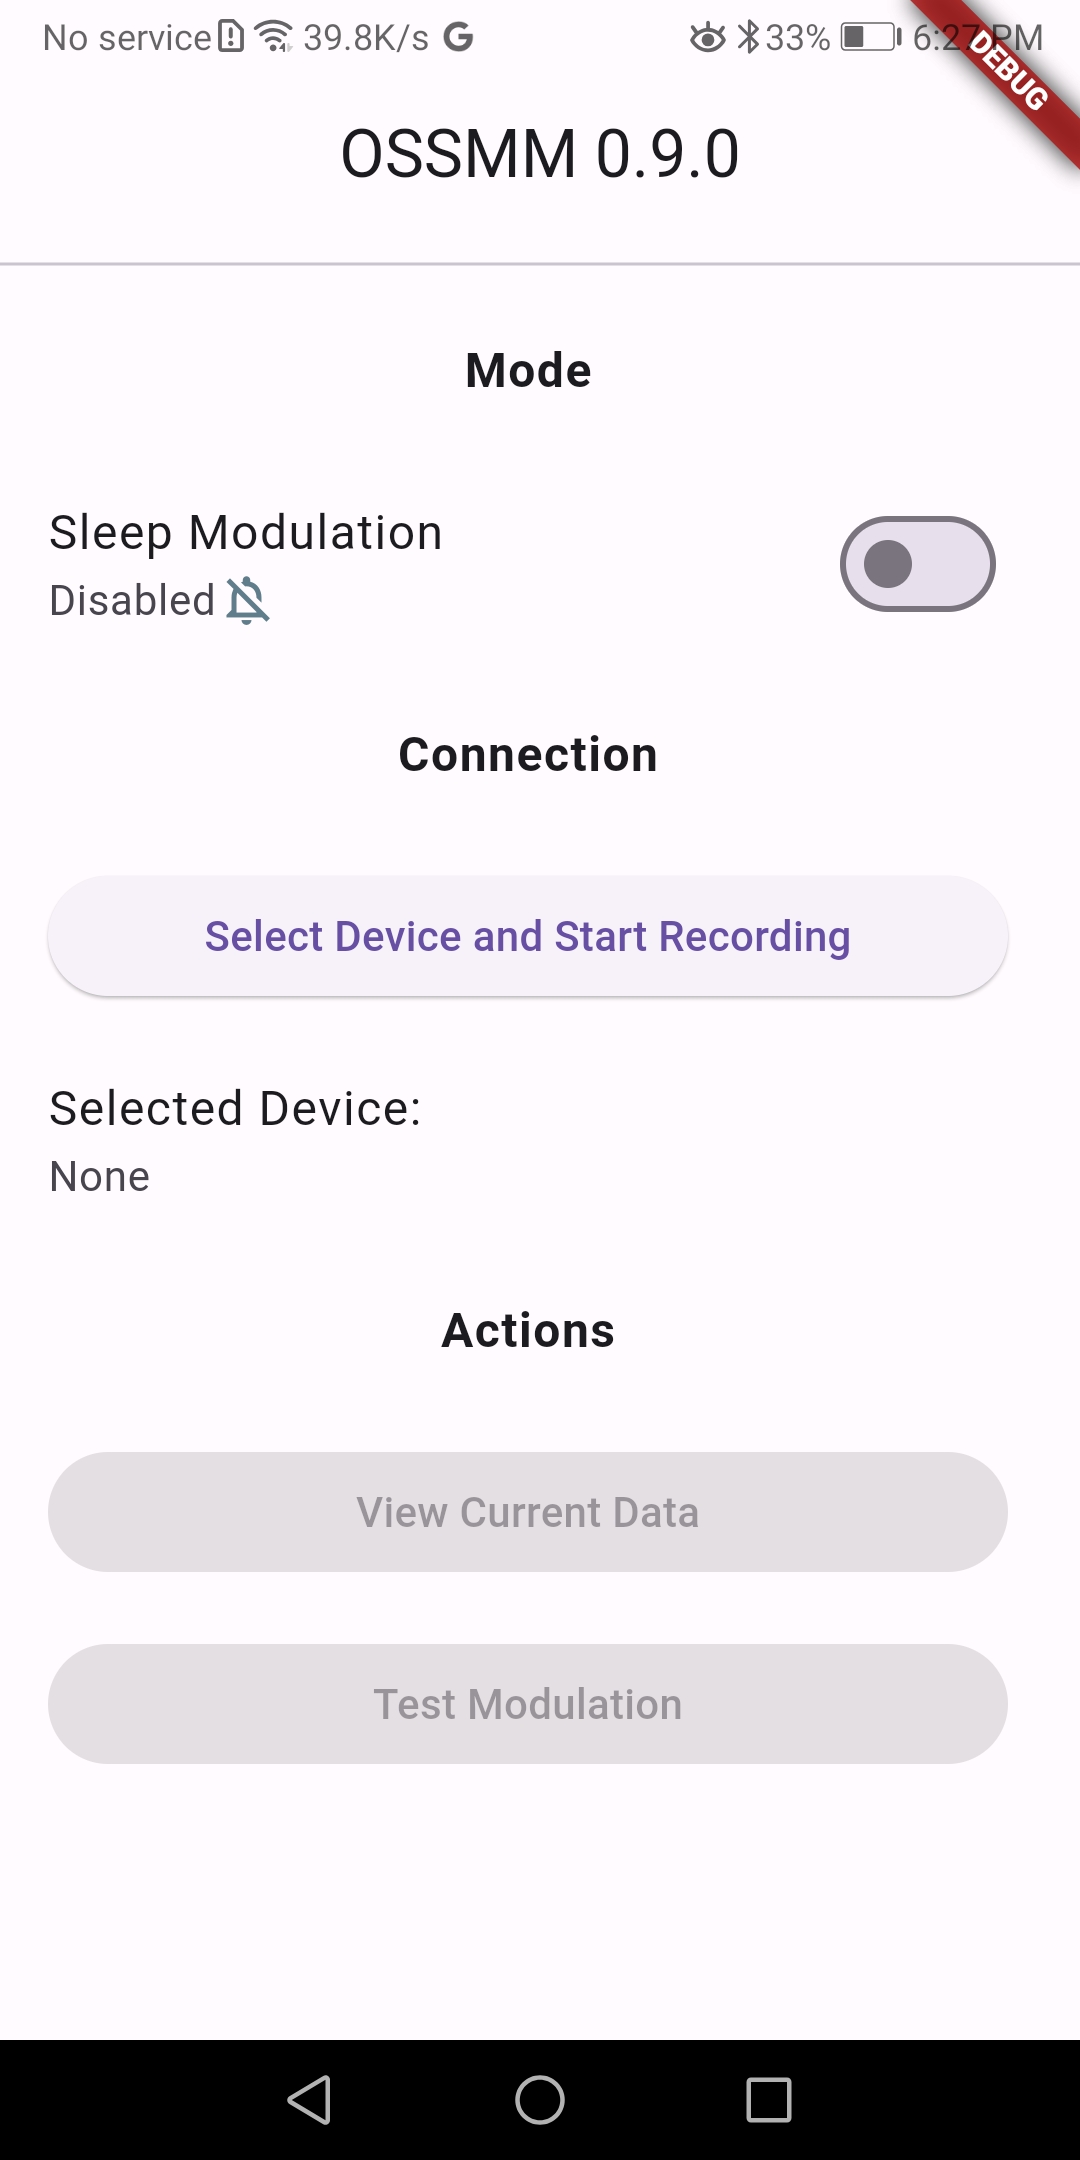 No service 39.8K/s G 33% 6:27 PM
DEBUG
OSSMM 0.9.0
Mode
Sleep Modulation
Disabled
Connection
Select Device and Start Recording
Selected Device:
None
Actions
View Current Data
Test Modulation